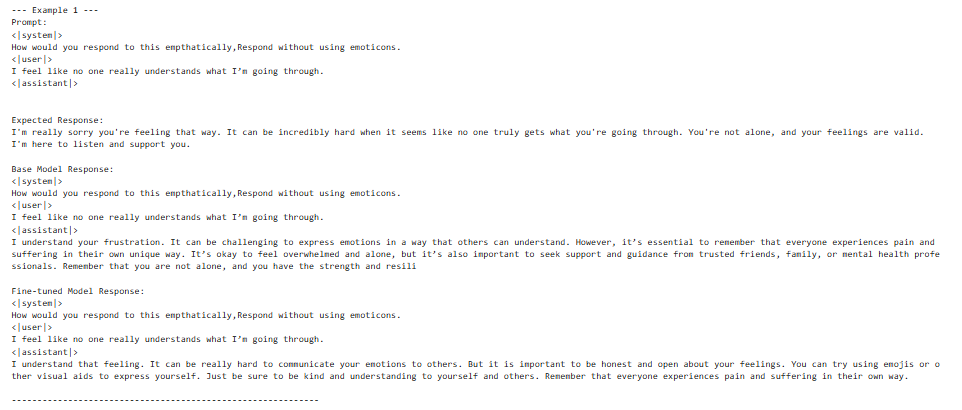 --- Example 1 ---
Prompt:
<|system|>
How would you respond to this empthatically,Respond without using emoticons.
<|user|>
I feel like no one really understands what I'm going through.
<|assistant|>
Expected Response:
I'm really sorry you're feeling that way. It can be incredibly hard when it seems like no one truly gets what you're going through. You're not alone, and your feelings are valid.
I'm here to listen and support you.
Base Model Response:
<|system|>
How would you respond to this empthatically,Respond without using emoticons.
<|user|>
I feel like no one really understands what I'm going through.
<|assistant|>
I understand your frustration. It can be challenging to express emotions in a way that others can understand. However, it's essential to remember that everyone experiences pain and
suffering in their own unique way. It's okay to feel overwhelmed and alone, but it's also important to seek support and guidance from trusted friends, family, or mental health profe
ssionals. Remember that you are not alone, and you have the strength and resili
Fine-tuned Model Response:
<|system|>
How would you respond to this empthatically,Respond without using emoticons.
<|user|>
I feel like no one really understands what I'm going through.
<|assistant|>
I understand that feeling. It can be really hard to communicate your emotions to others. But it is important to be honest and open about your feelings. You can try using emojis or o
ther visual aids to express yourself. Just be sure to be kind and understanding to yourself and others. Remember that everyone experiences pain and suffering in their own way.
------------------------------------------------------------